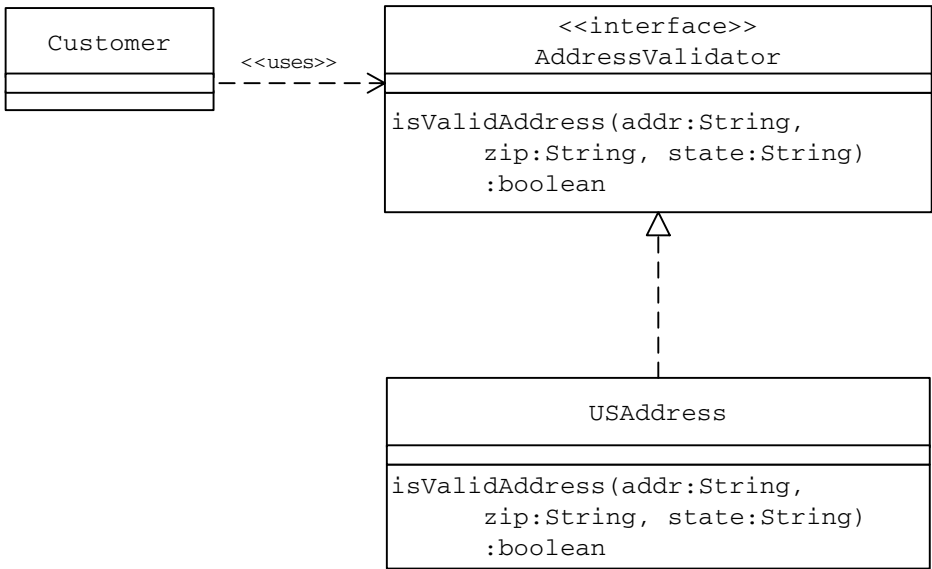 Customer
<<uses>>
<<interface>>
AddressValidator
isValidAddress(addr:String,
zip:String, state:String)
:boolean
USAddress
isValidAddress(addr:String,
zip:String, state:String)
:boolean